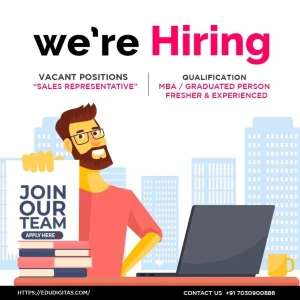 we're Hiring
VACANT POSITIONS
"SALES REPRESENTATIVE"
QUALIFICATION
MBA / GRADUATED PERSON
FRESHER & EXPERIENCED
JOIN
OUR
TEAM
APPLY HERE
HTTPS://EDUDIGITAS.COM/
CONTACT US +91 7030900886